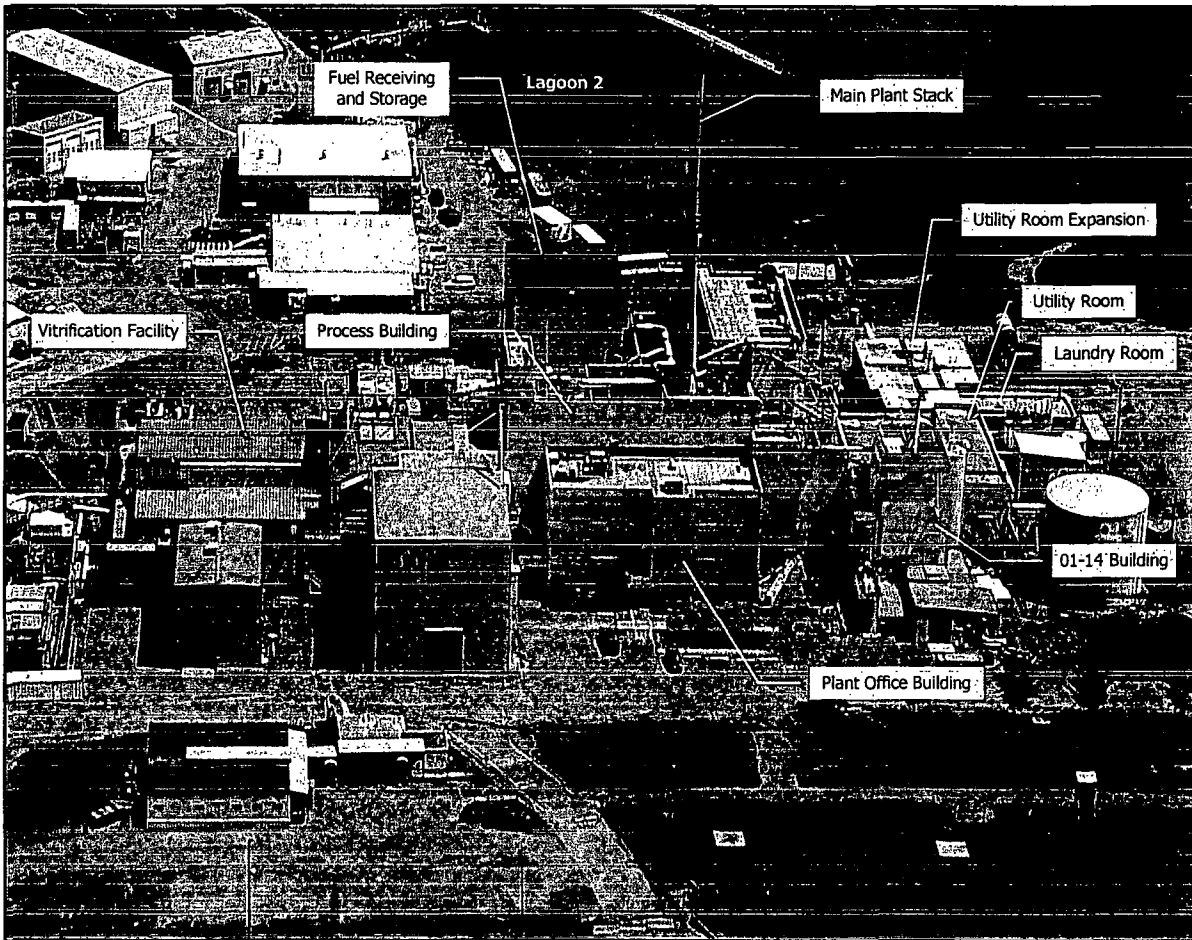 Fuel Receiving
and Storage
Lagoon 2
Main Plant Stack
Utility Room Expansion
Utility Room
Vitrification Facility
Process Building
Laundry Room
01-14 Building
Plant Office Building